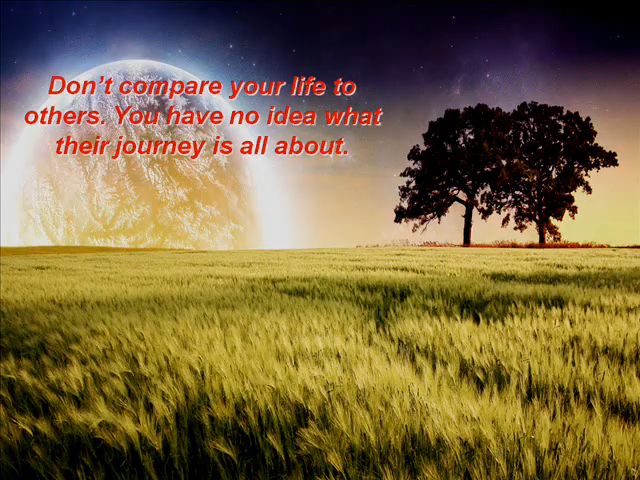 Don’t compare your life to
others. You have no idea what
their journey is all about.